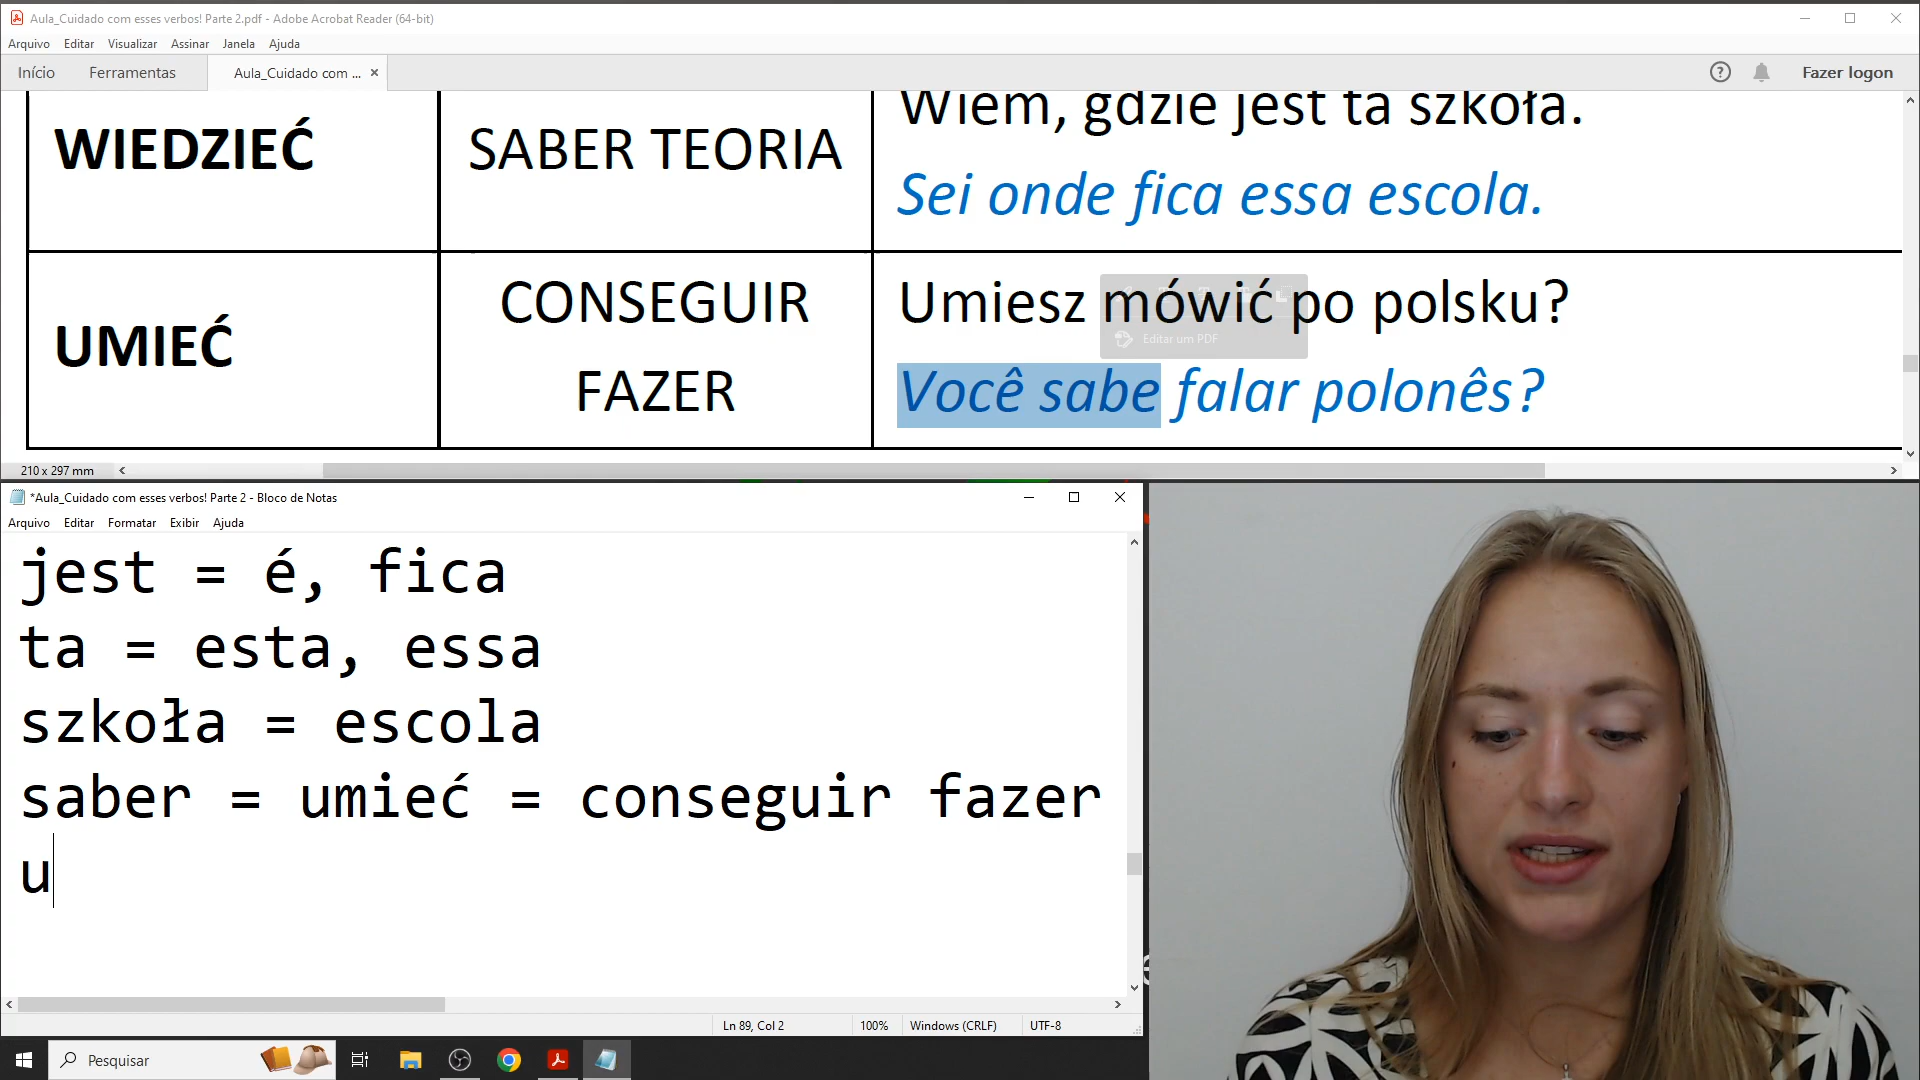 Aula_Cuidado com esses verbos! Parte 2.pdf - Adobe Acrobat Reader (64-bit)
Arquivo Editar Visualizar Assinar Janela Ajuda
Início Ferramentas Aula_Cuidado com ... Fazer logon
WIEDZIEĆ
SABER TEORIA
Wiem, gdzie jest ta szkoła.
Sei onde fica essa escola.
UMIEĆ
CONSEGUIR
FAZER
Umiesz mówić po polsku?
Editar um PDF
Você sabe falar polonês?
210 x 297 mm
*Aula_Cuidado com esses verbos! Parte 2 - Bloco de Notas
Arquivo Editar Formatar Exibir Ajuda
jest = é, fica
ta = esta, essa
szkoła = escola
saber = umieć = conseguir fazer
u
Ln 89, Col 2 100% Windows (CRLF) UTF-8
Pesquisar